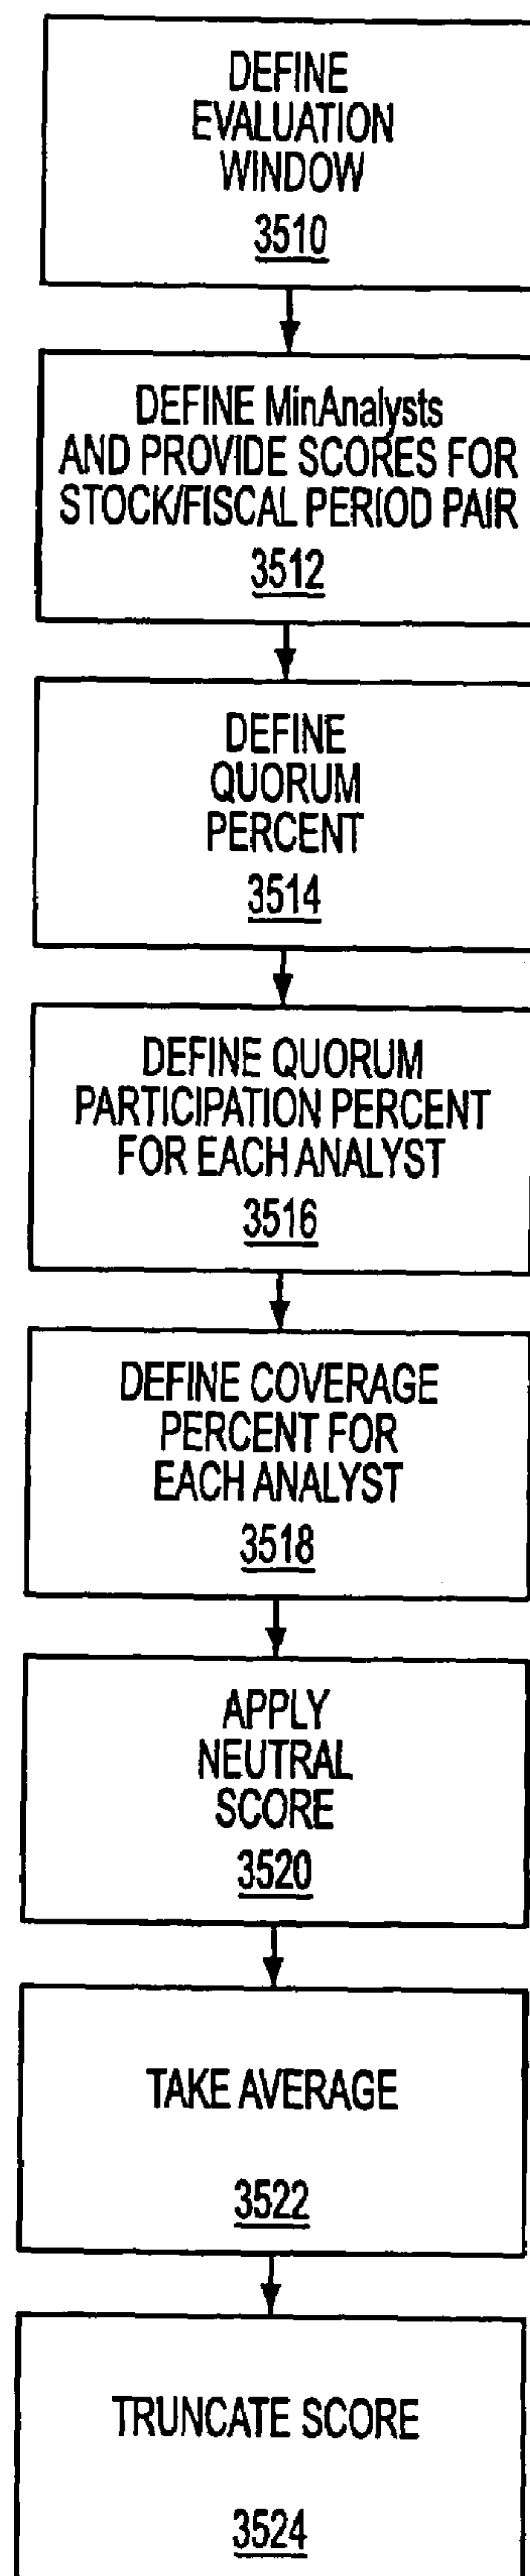 DEFINE
EVALUATION
WINDOW
3510
DEFINE MinAnalysts
AND PROVIDE SCORES FOR
STOCK/FISCAL PERIOD PAIR
3512
DEFINE
QUORUM
PERCENT
3514
DEFINE QUORUM
PARTICIPATION PERCENT
FOR EACH ANALYST
3516
DEFINE COVERAGE
PERCENT FOR
EACH ANALYST
3518
APPLY
NEUTRAL
SCORE
3520
TAKE AVERAGE
3522
TRUNCATE SCORE
3524